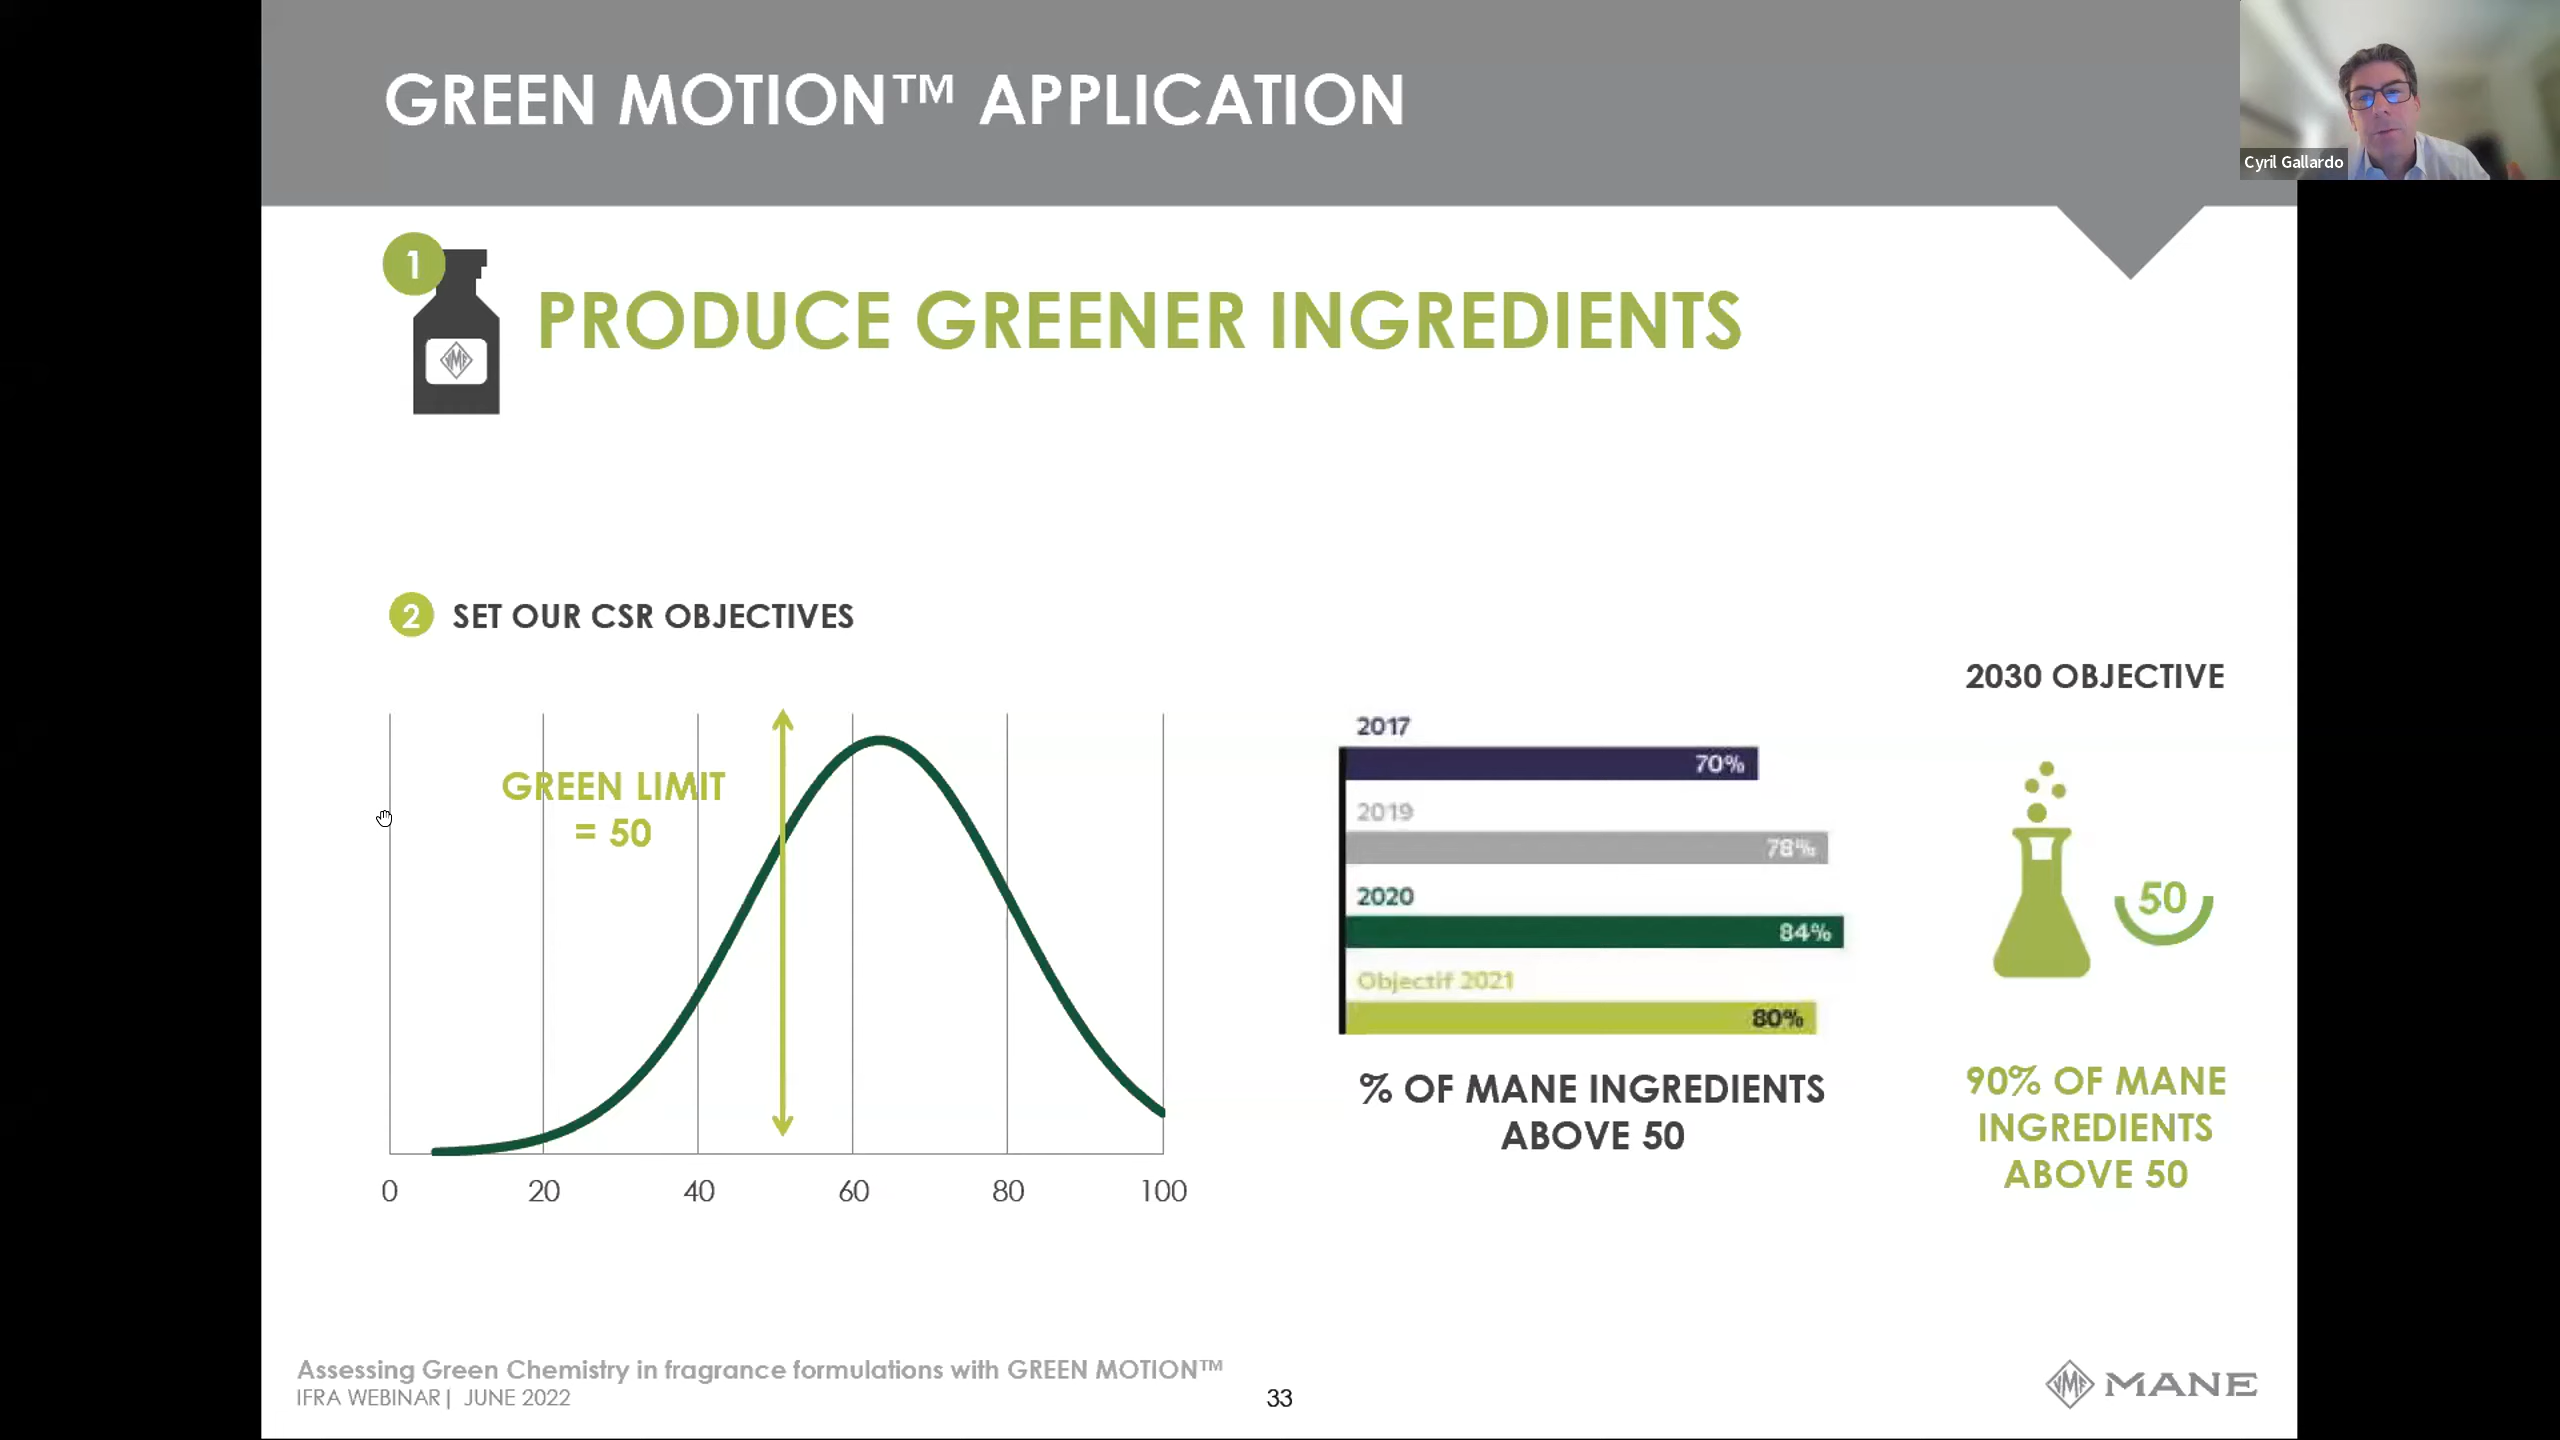 GREEN MOTION™ APPLICATION
Cyril Gallardo
1
VMF
PRODUCE GREENER INGREDIENTS
2 SET OUR CSR OBJECTIVES
GREEN LIMIT
= 50
0 20 40 60 80 100
2017
70%
2019
78%
2020
84%
Objectif 2021
80%
% OF MANE INGREDIENTS
ABOVE 50
2030 OBJECTIVE
50
90% OF MANE
INGREDIENTS
ABOVE 50
Assessing Green Chemistry in fragrance formulations with GREEN MOTION™
IFRA WEBINAR | JUNE 2022
33
VMF MANE